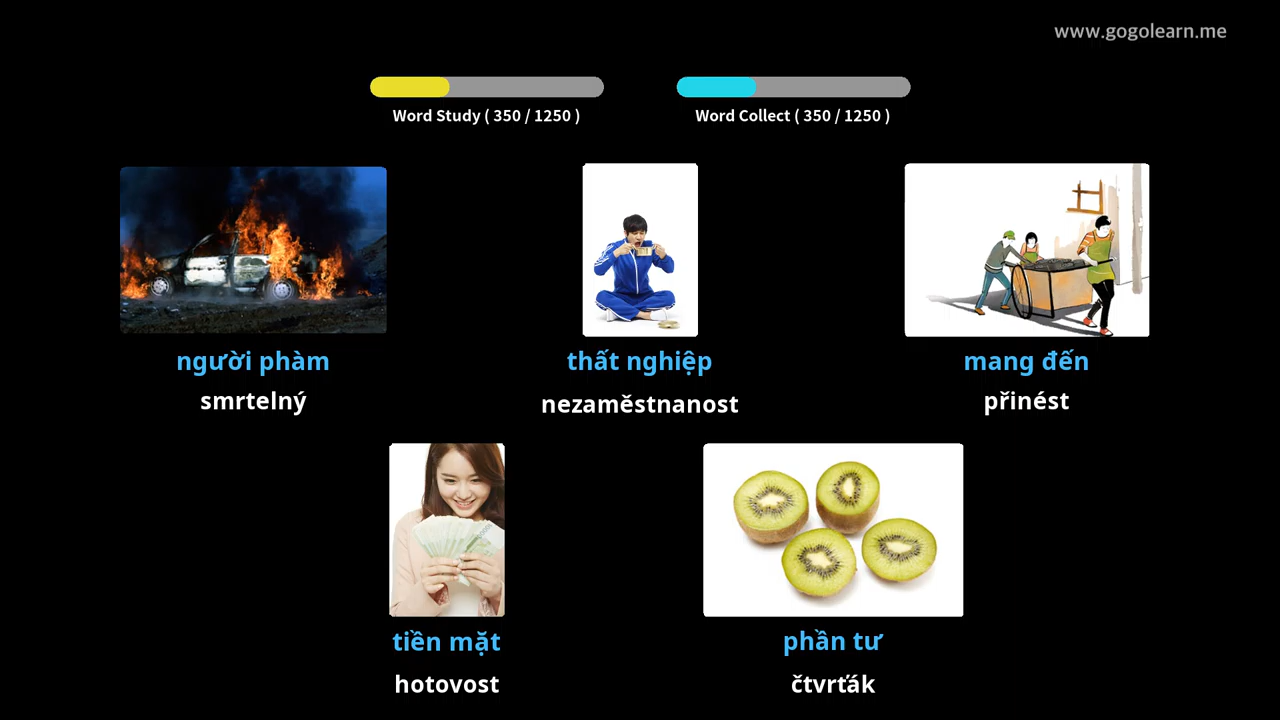 www.gogolearn.me
Word Study ( 350 / 1250 )
Word Collect ( 350 / 1250 )
người phàm
smrtelný
thất nghiệp
nezaměstnanost
mang đến
přinést
tiền mặt
hotovost
phần tư
čtvrťák